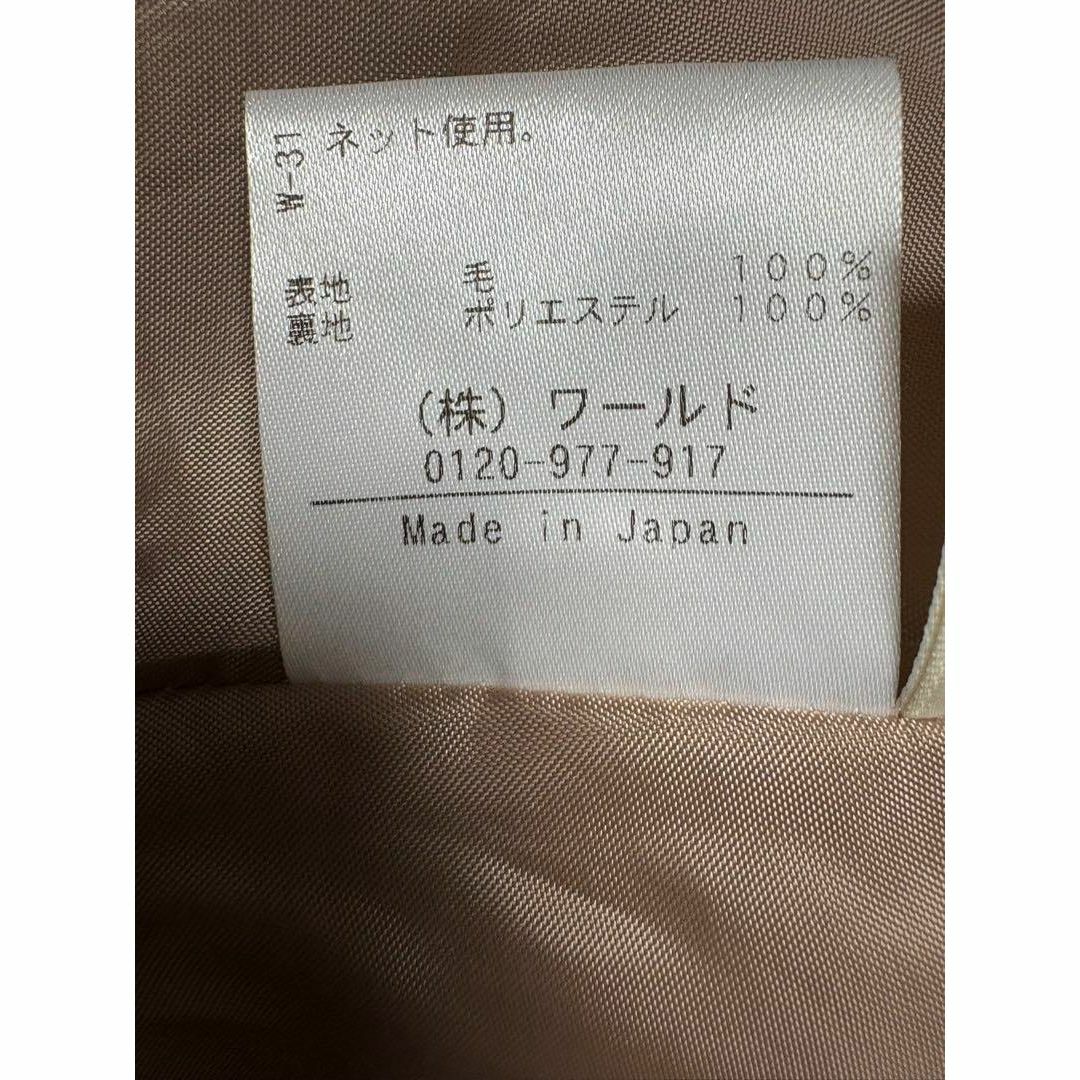 W-31
ネット使用。
表地 毛 100%
裏地 ポリエステル 100%
(株) ワールド
0120-977-917
Made in Japan